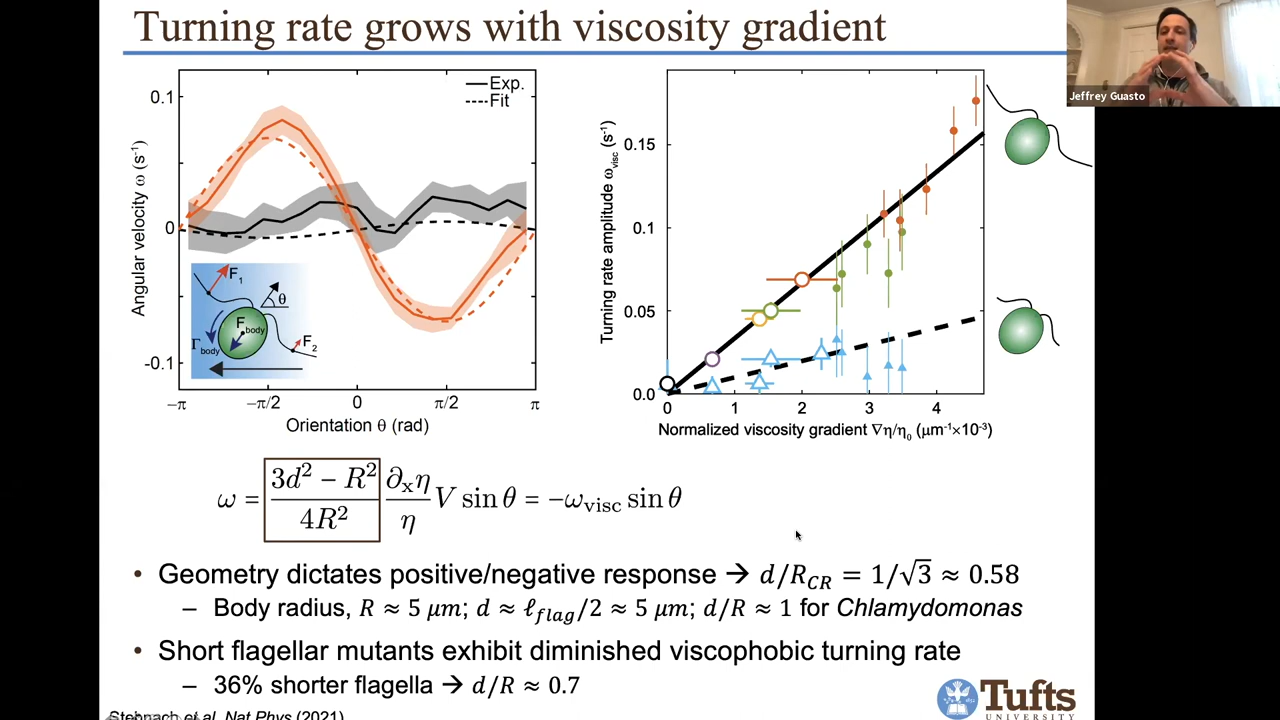 Turning rate grows with viscosity gradient
Jeffrey Guasto
Exp.
Fit
0.1
0
-0.1
Angular velocity ω (s⁻¹)
F₁
θ
F_body
Γ_body
F₂
−π
−π/2
0
π/2
π
Orientation θ (rad)
0.15
0.1
0.05
0.0
Turning rate amplitude ω_visc (s⁻¹)
0 1 2 3 4
Normalized viscosity gradient ∇η/η₀ (μm⁻¹×10⁻³)
ω = (3d² − R²)/(4R²) (∂ₓη)/η V sin θ = −ω_visc sin θ
• Geometry dictates positive/negative response → d/R_CR = 1/√3 ≈ 0.58
– Body radius, R ≈ 5 μm; d ≈ ℓ_flag/2 ≈ 5 μm; d/R ≈ 1 for Chlamydomonas
• Short flagellar mutants exhibit diminished viscophobic turning rate
– 36% shorter flagella → d/R ≈ 0.7
Tufts
UNIVERSITY
et al, Nat Phys (2021)